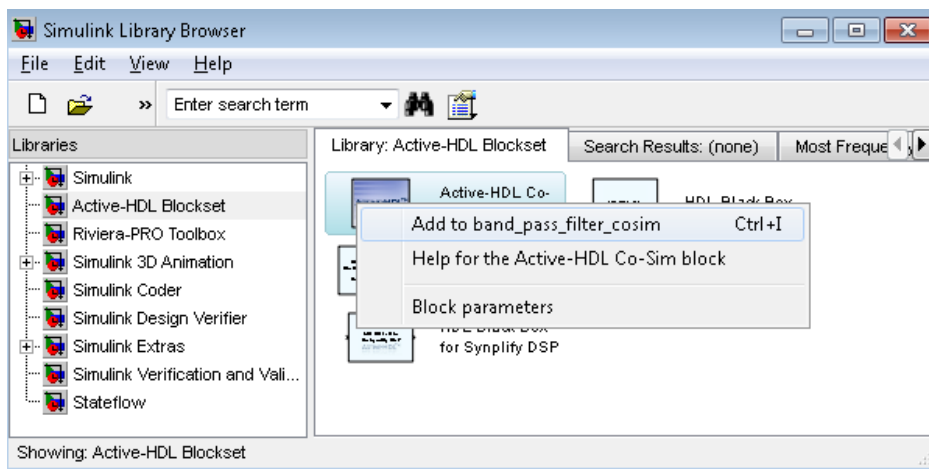 Simulink Library Browser
File Edit View Help
» Enter search term
Libraries
Simulink
Active-HDL Blockset
Riviera-PRO Toolbox
Simulink 3D Animation
Simulink Coder
Simulink Design Verifier
Simulink Extras
Simulink Verification and Vali...
Stateflow
Library: Active-HDL Blockset Search Results: (none) Most Freque
Active-HDL Co-
HDL Black Box
Add to band_pass_filter_cosim Ctrl+I
Help for the Active-HDL Co-Sim block
Block parameters
HDL Black Box
for Synplify DSP
Showing: Active-HDL Blockset